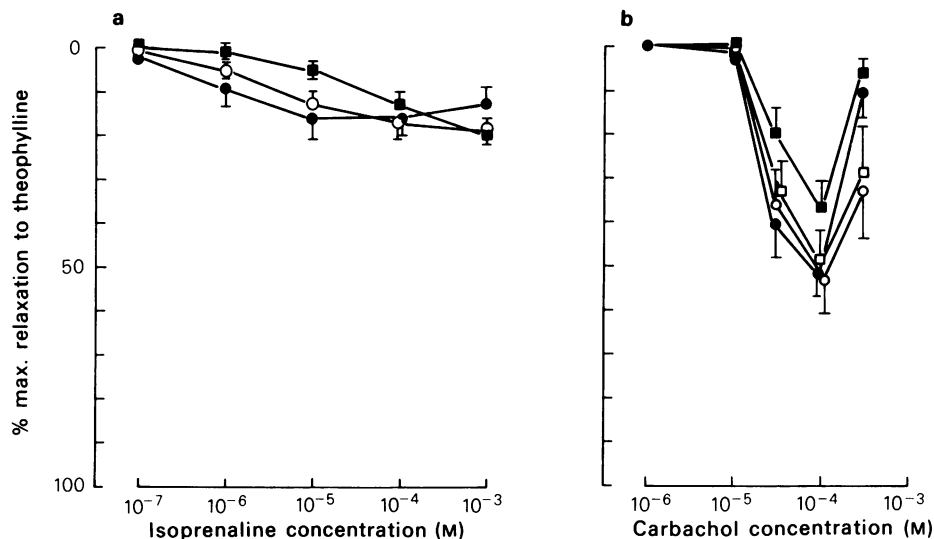 a
b
% max. relaxation to theophylline
0
50
100
10⁻⁷ 10⁻⁶ 10⁻⁵ 10⁻⁴ 10⁻³
Isoprenaline concentration (M)
10⁻⁶ 10⁻⁵ 10⁻⁴ 10⁻³
Carbachol concentration (M)